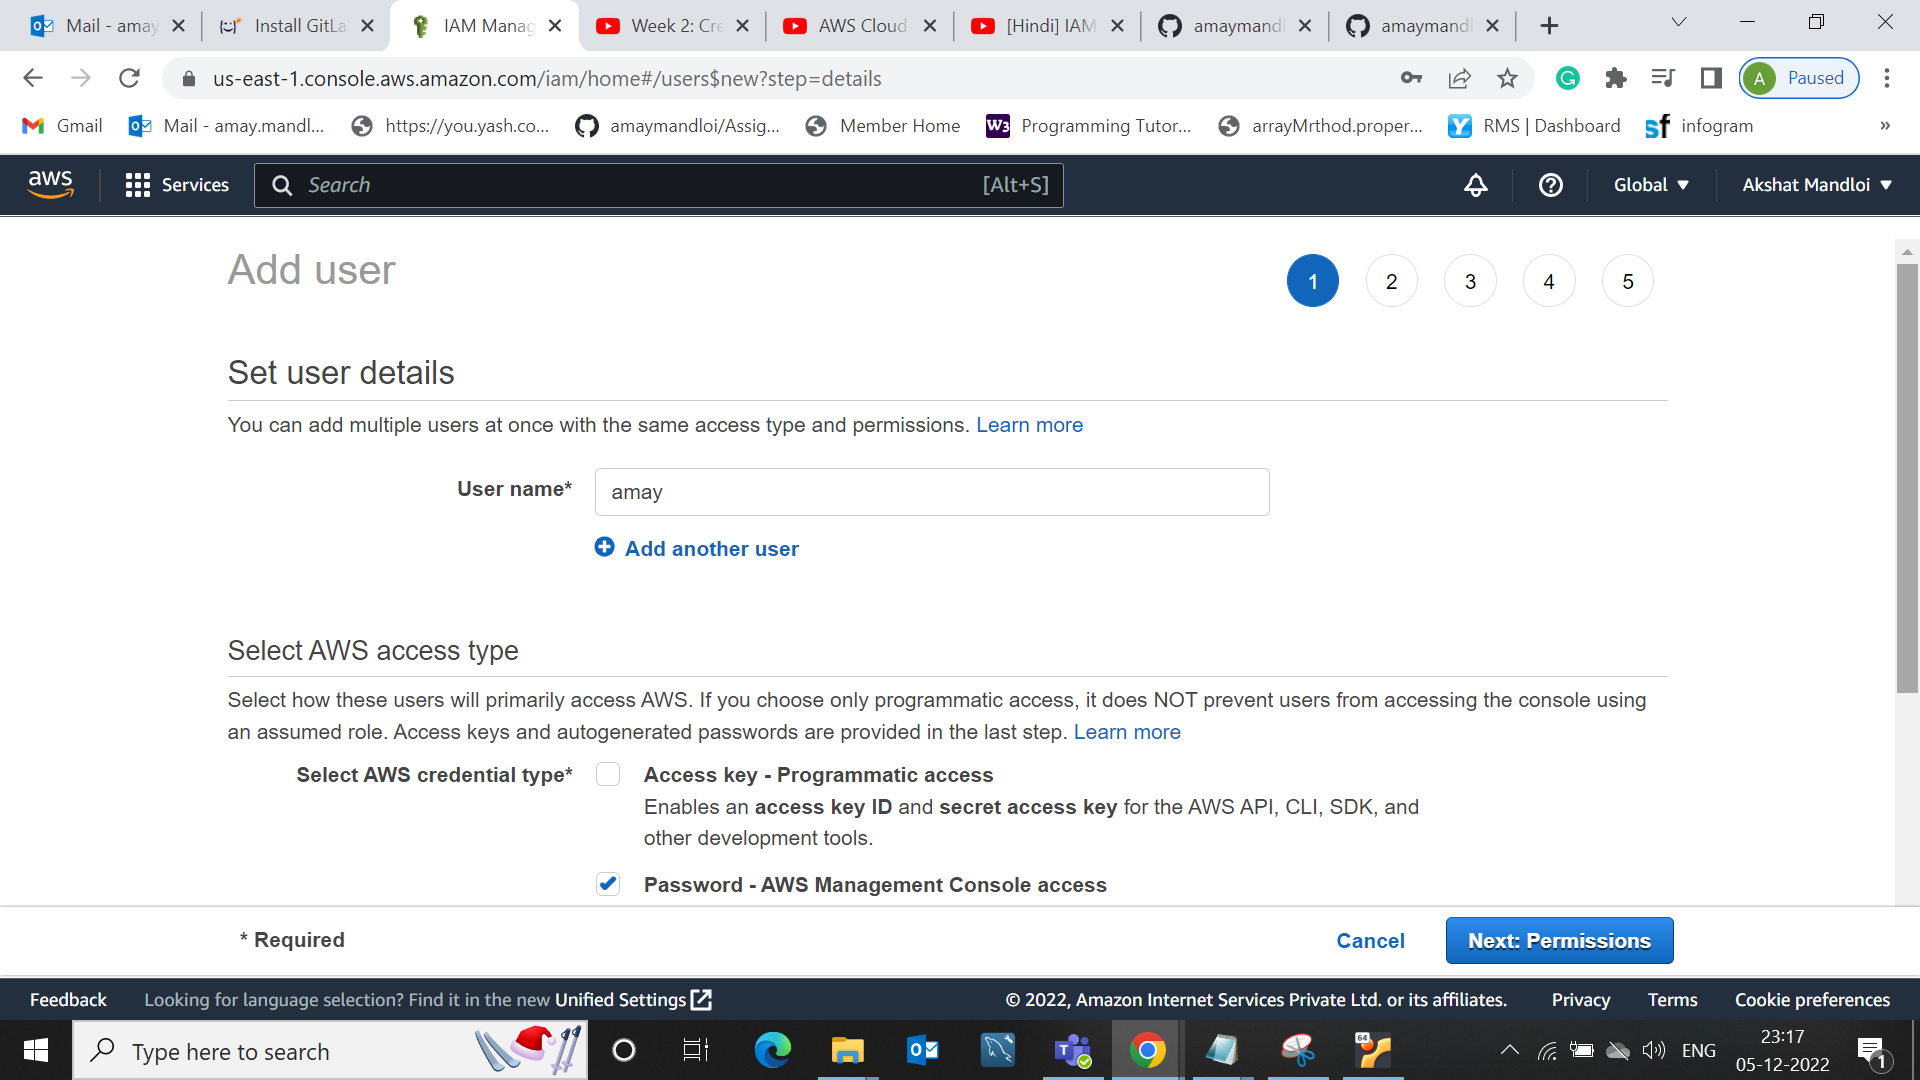 Mail - amay
Install GitLa
IAM Manag
Week 2: Cre
AWS Cloud
[Hindi] IAM
amaymandl
amaymandl
us-east-1.console.aws.amazon.com/iam/home#/users$new?step=details
A Paused
Gmail
Mail - amay.mandl...
https://you.yash.co...
amaymandloi/Assig...
Member Home
W3 Programming Tutor...
arrayMrthod.proper...
Y RMS | Dashboard
sf infogram
»
aws
Services
Search [Alt+S]
Global
Akshat Mandloi
Add user
1 2 3 4 5
Set user details
You can add multiple users at once with the same access type and permissions. Learn more
User name* amay
Add another user
Select AWS access type
Select how these users will primarily access AWS. If you choose only programmatic access, it does NOT prevent users from accessing the console using
an assumed role. Access keys and autogenerated passwords are provided in the last step. Learn more
Select AWS credential type* Access key - Programmatic access
Enables an access key ID and secret access key for the AWS API, CLI, SDK, and
other development tools.
Password - AWS Management Console access
* Required
Cancel
Next: Permissions
Feedback
Looking for language selection? Find it in the new Unified Settings
© 2022, Amazon Internet Services Private Ltd. or its affiliates.
Privacy
Terms
Cookie preferences
Type here to search
64
ENG
23:17
05-12-2022
1